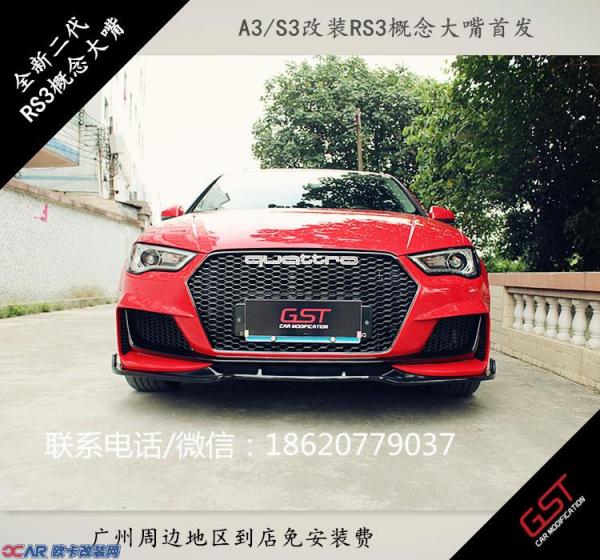 A3/S3改装RS3概念大嘴首发
全新二代
RS3概念大嘴
quattro
GST
CAR MODIFICATION
联系电话/微信：18620779037
GST
CAR MODIFICATION
广州周边地区到店免安装费
OCAR 欧卡改装网